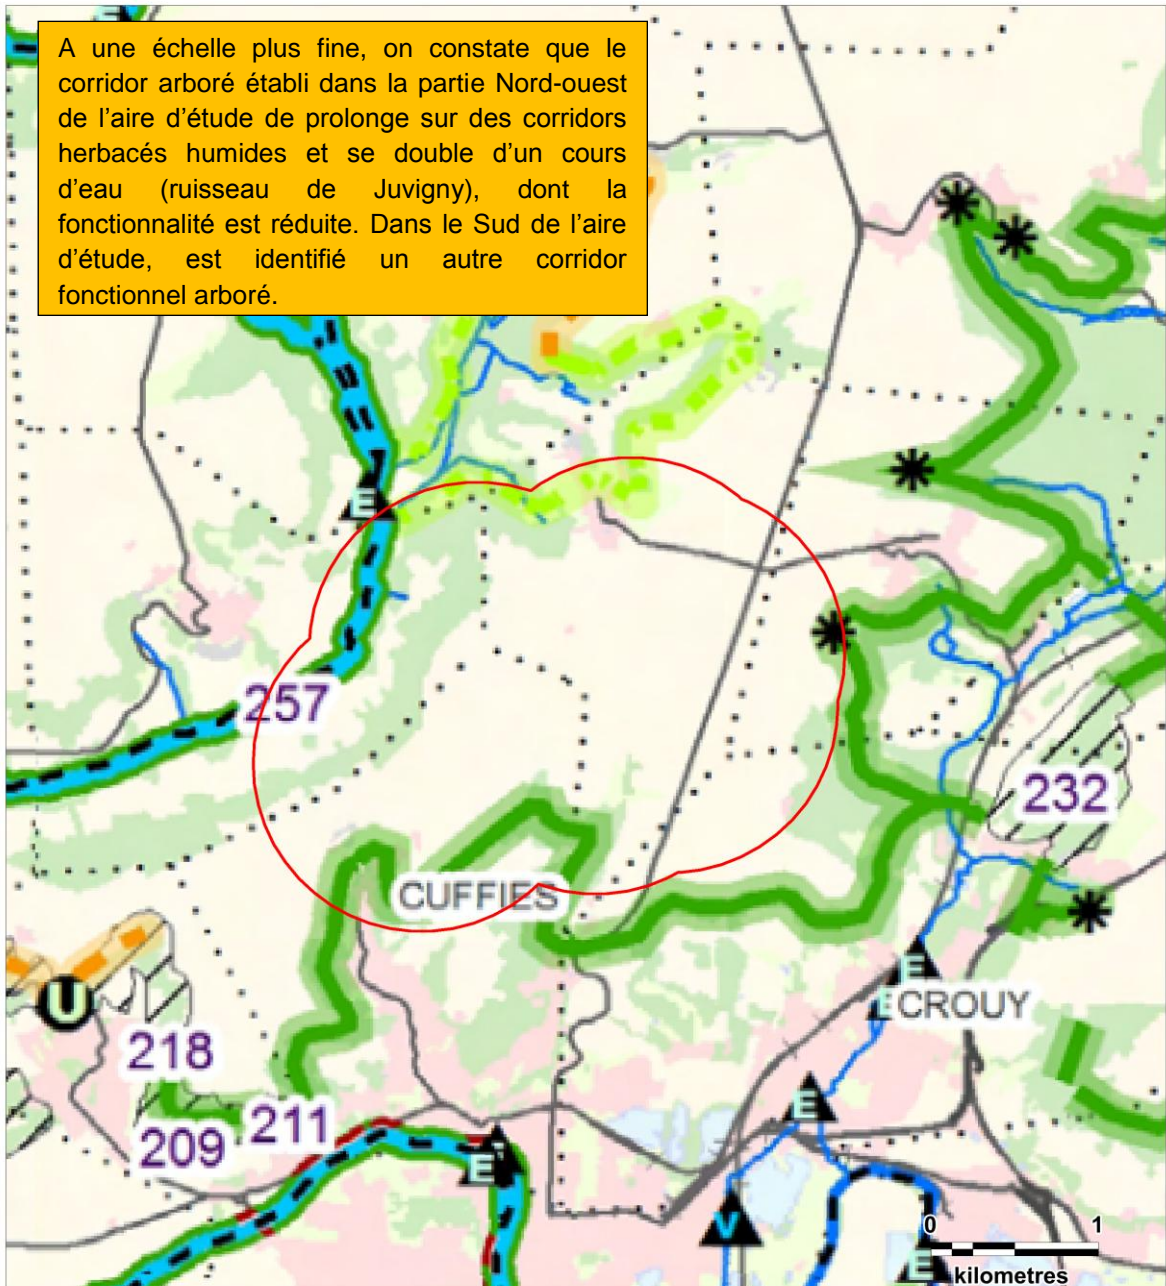 A une échelle plus fine, on constate que le
corridor arboré établi dans la partie Nord-ouest
de l’aire d’étude de prolonge sur des corridors
herbacés humides et se double d’un cours
d’eau (ruisseau de Juvigny), dont la
fonctionnalité est réduite. Dans le Sud de l’aire
d’étude, est identifié un autre corridor
fonctionnel arboré.
E
257
232
CUFFIES
U
E
E CROUY
218
E
211
209
E
V
0 1
E
kilometres